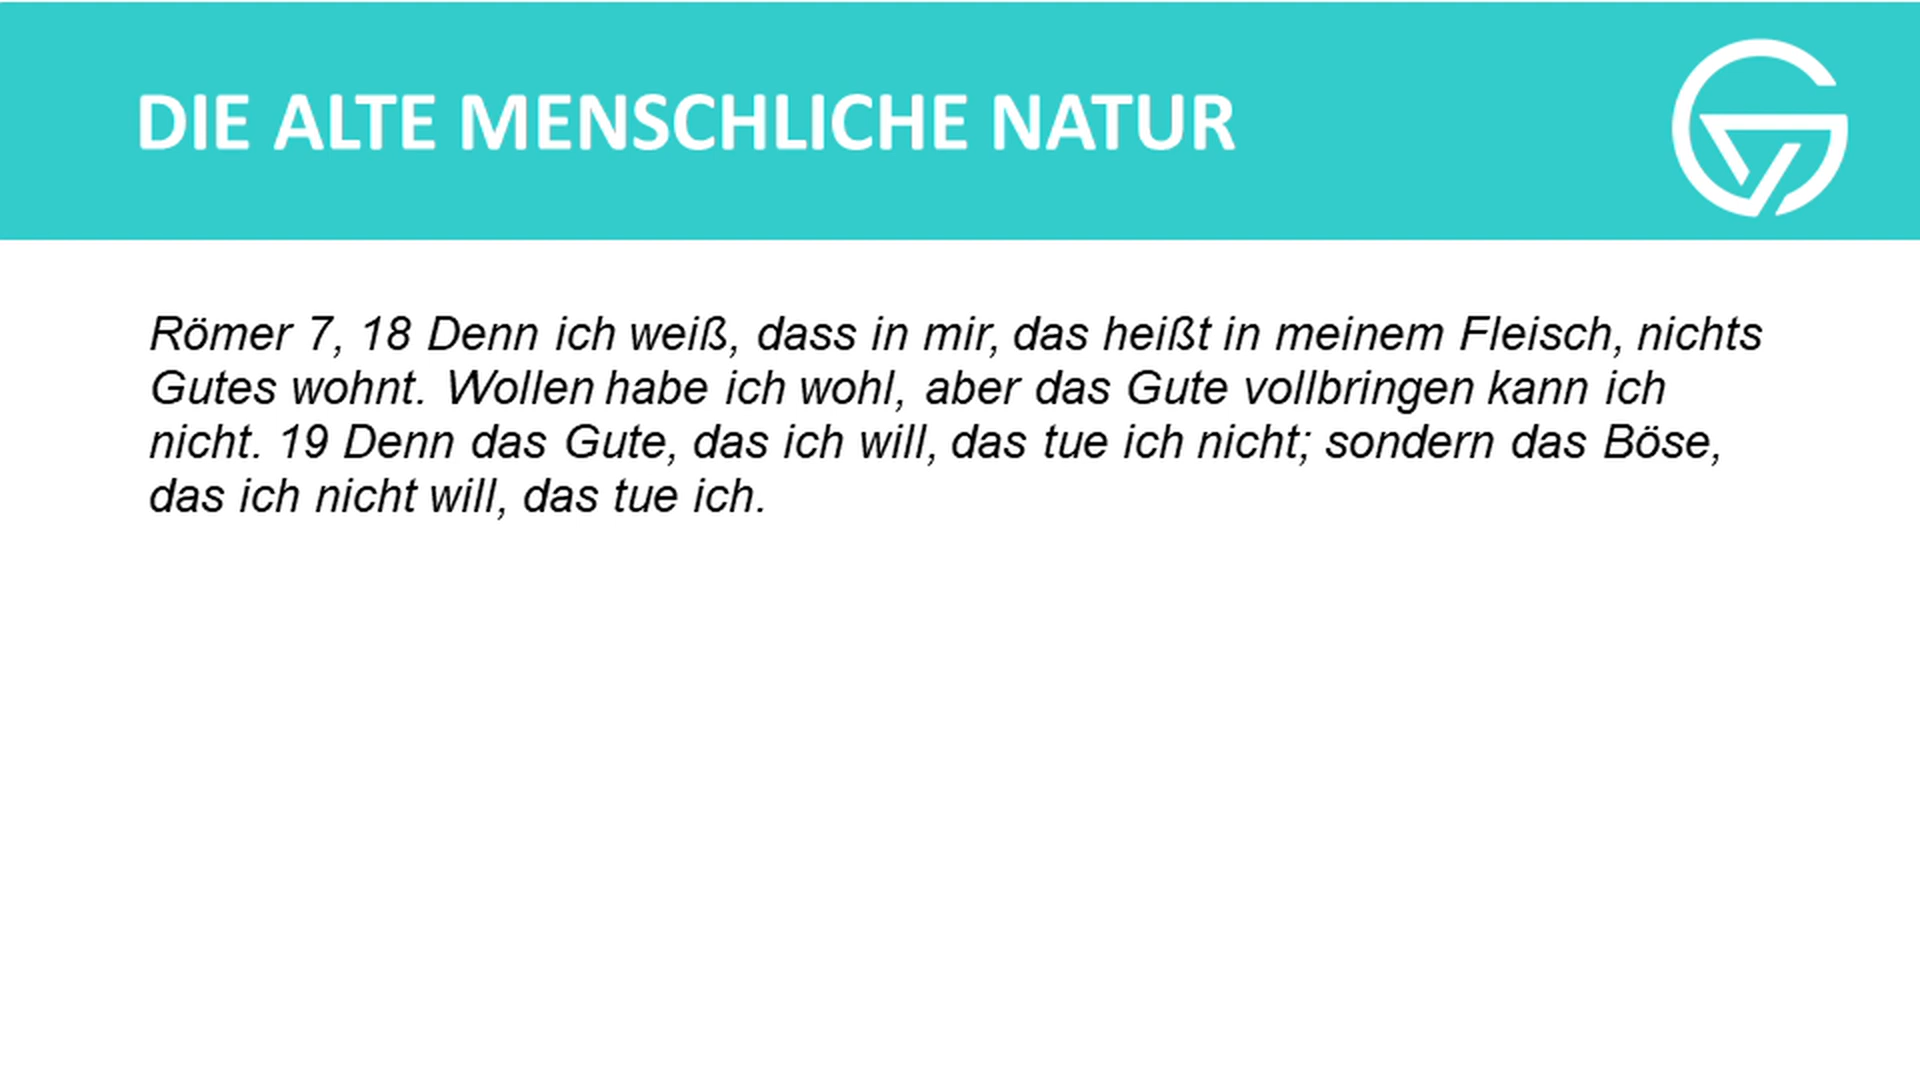 DIE ALTE MENSCHLICHE NATUR
Römer 7, 18 Denn ich weiß, dass in mir, das heißt in meinem Fleisch, nichts
Gutes wohnt. Wollen habe ich wohl, aber das Gute vollbringen kann ich
nicht. 19 Denn das Gute, das ich will, das tue ich nicht; sondern das Böse,
das ich nicht will, das tue ich.